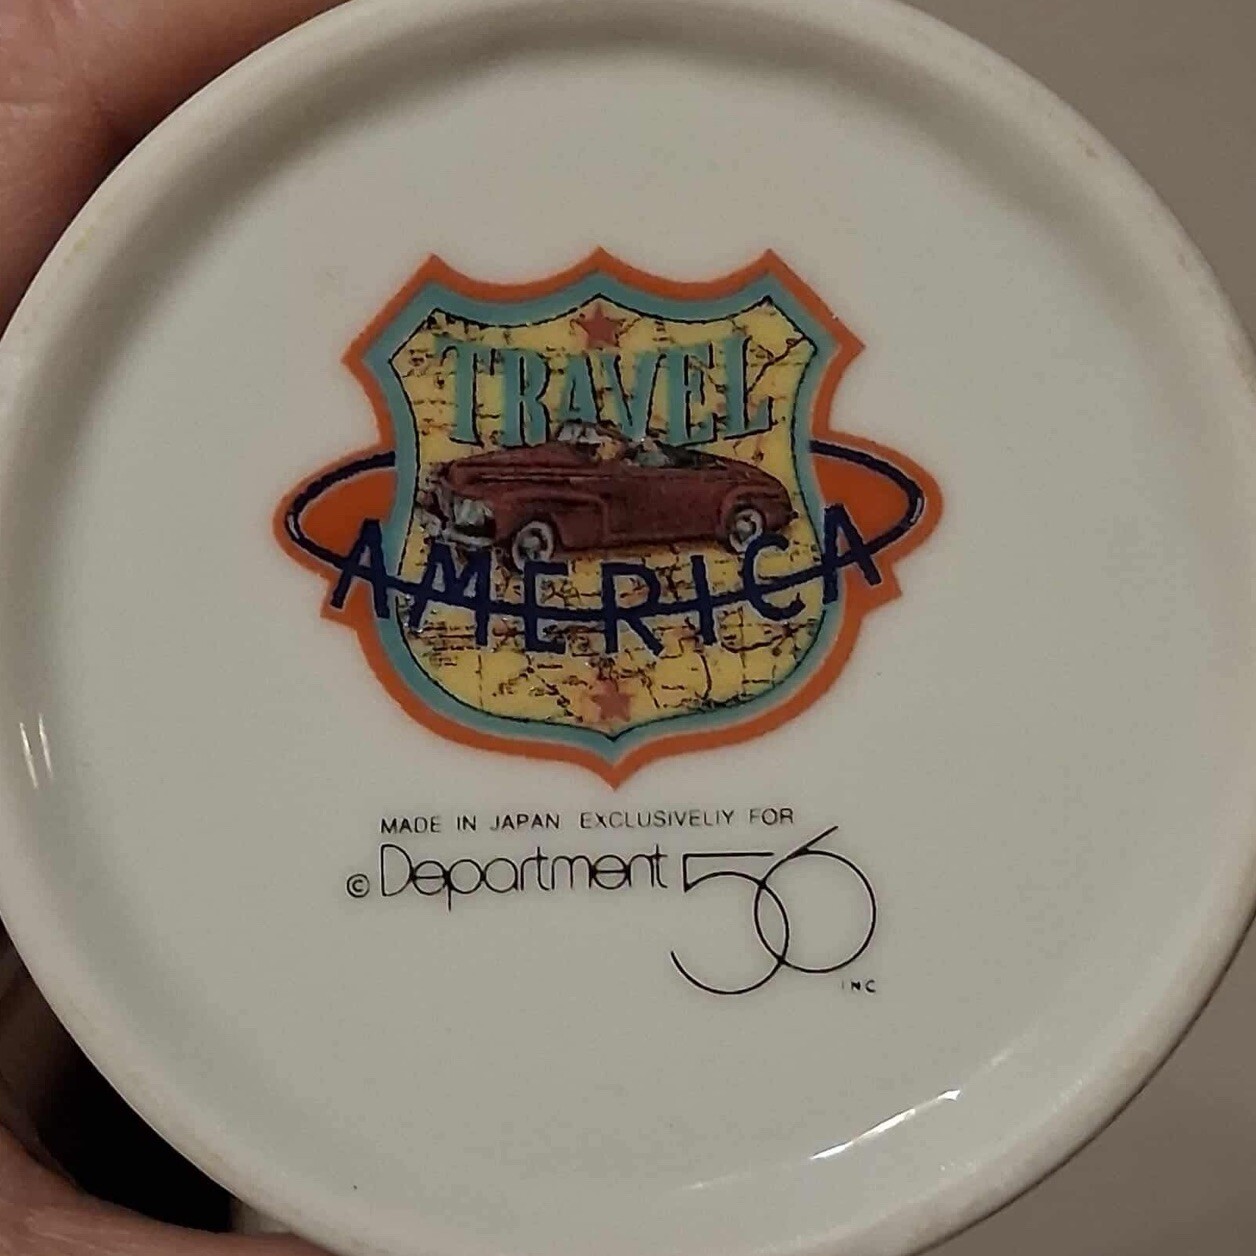 TRAVEL
AMERICA
MADE IN JAPAN EXCLUSIVELIY FOR
© Department 56
INC